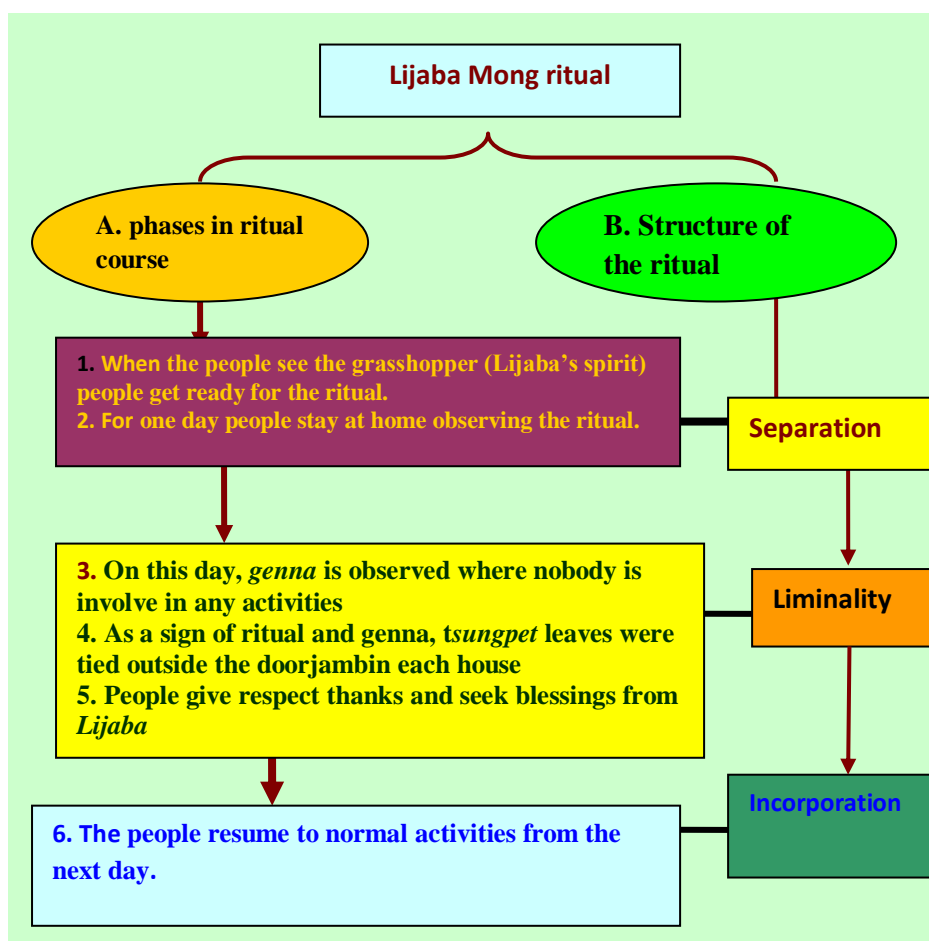 Lijaba Mong ritual
A. phases in ritual
course
B. Structure of
the ritual
1. When the people see the grasshopper (Lijaba’s spirit)
people get ready for the ritual.
2. For one day people stay at home observing the ritual.
Separation
3. On this day, genna is observed where nobody is
involve in any activities
4. As a sign of ritual and genna, tsungpet leaves were
tied outside the doorjambin each house
5. People give respect thanks and seek blessings from
Lijaba
Liminality
6. The people resume to normal activities from the
next day.
Incorporation